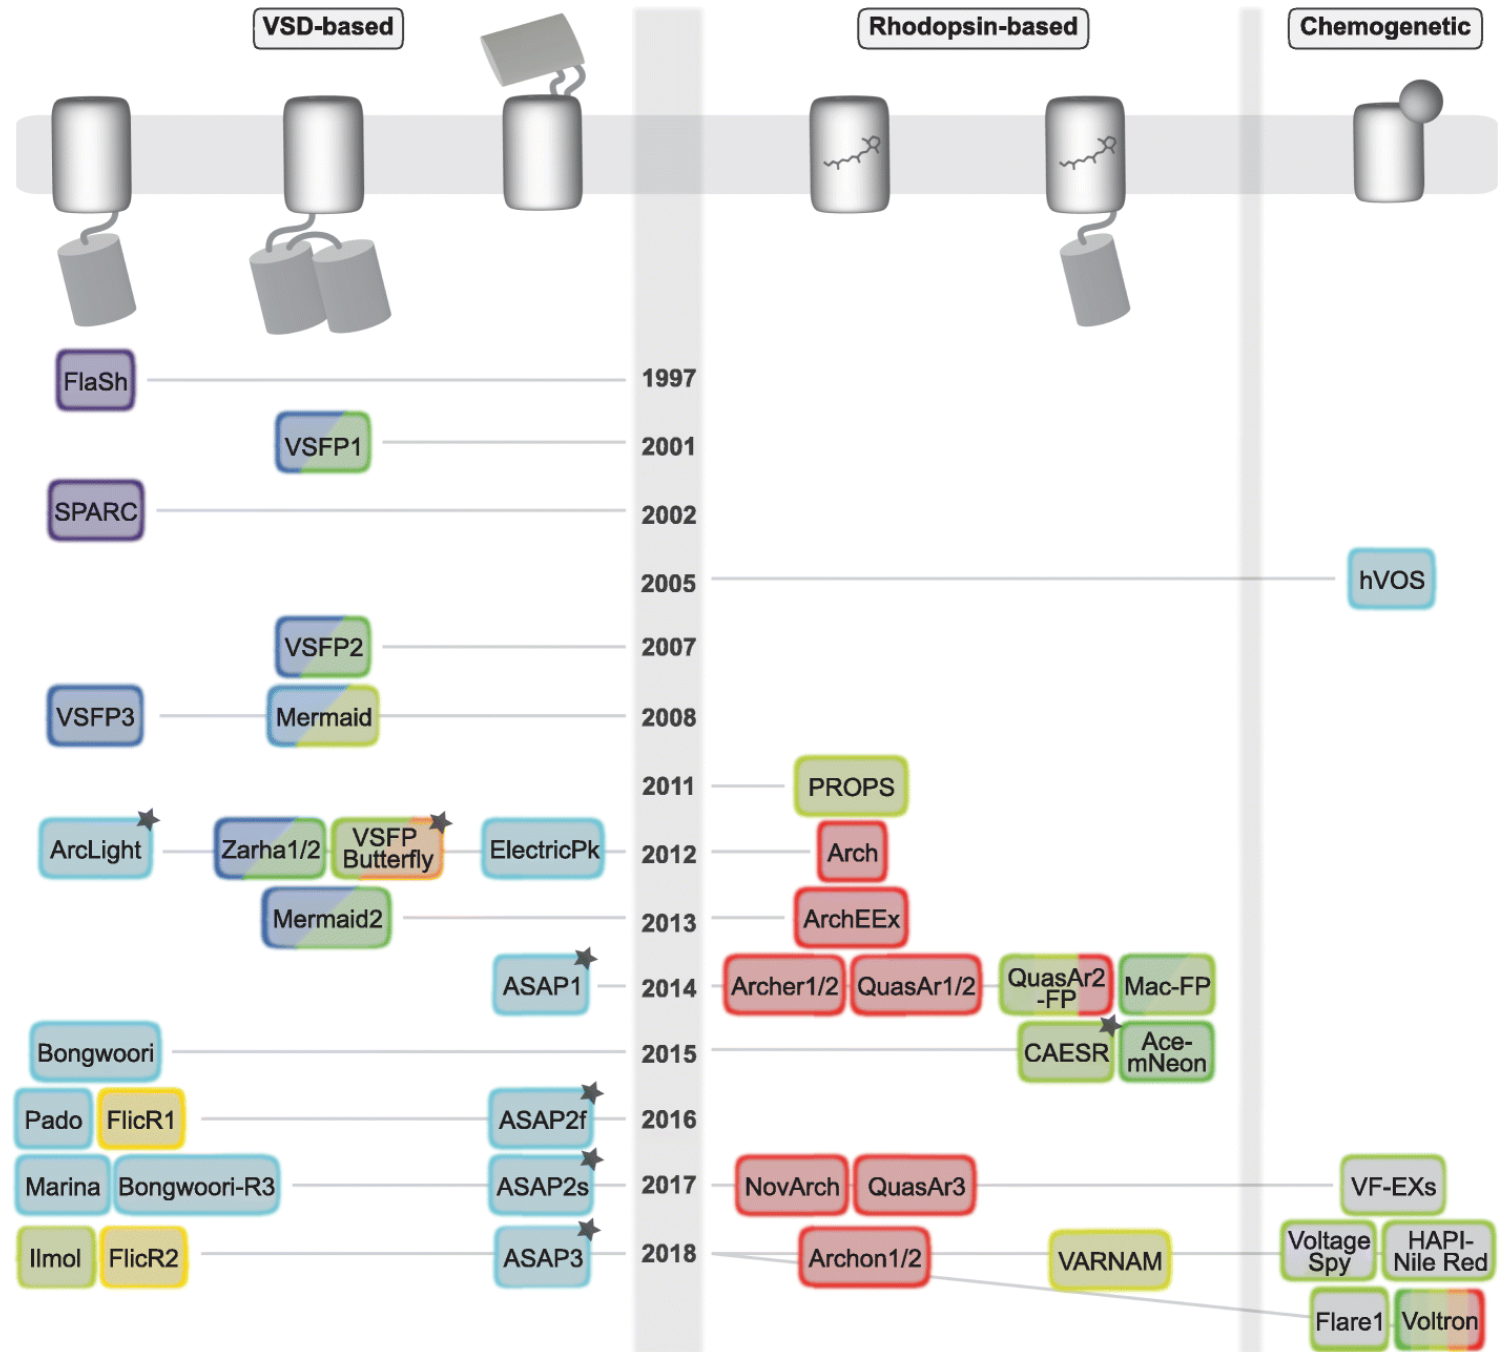 VSD-based
Rhodopsin-based
Chemogenetic
FlaSh
1997
VSFP1
2001
SPARC
2002
2005
hVOS
VSFP2
2007
VSFP3
Mermaid
2008
2011
PROPS
ArcLight
Zarha1/2
VSFP
Butterfly
ElectricPk
2012
Arch
Mermaid2
2013
ArchEEx
ASAP1
2014
Archer1/2
QuasAr1/2
QuasAr2
-FP
Mac-FP
Bongwoori
2015
CAESR
Ace-
mNeon
Pado
FlicR1
ASAP2f
2016
Marina
Bongwoori-R3
ASAP2s
2017
NovArch
QuasAr3
VF-EXs
Ilmol
FlicR2
ASAP3
2018
Archon1/2
VARNAM
Voltage
Spy
HAPI-
Nile Red
Flare1
Voltron